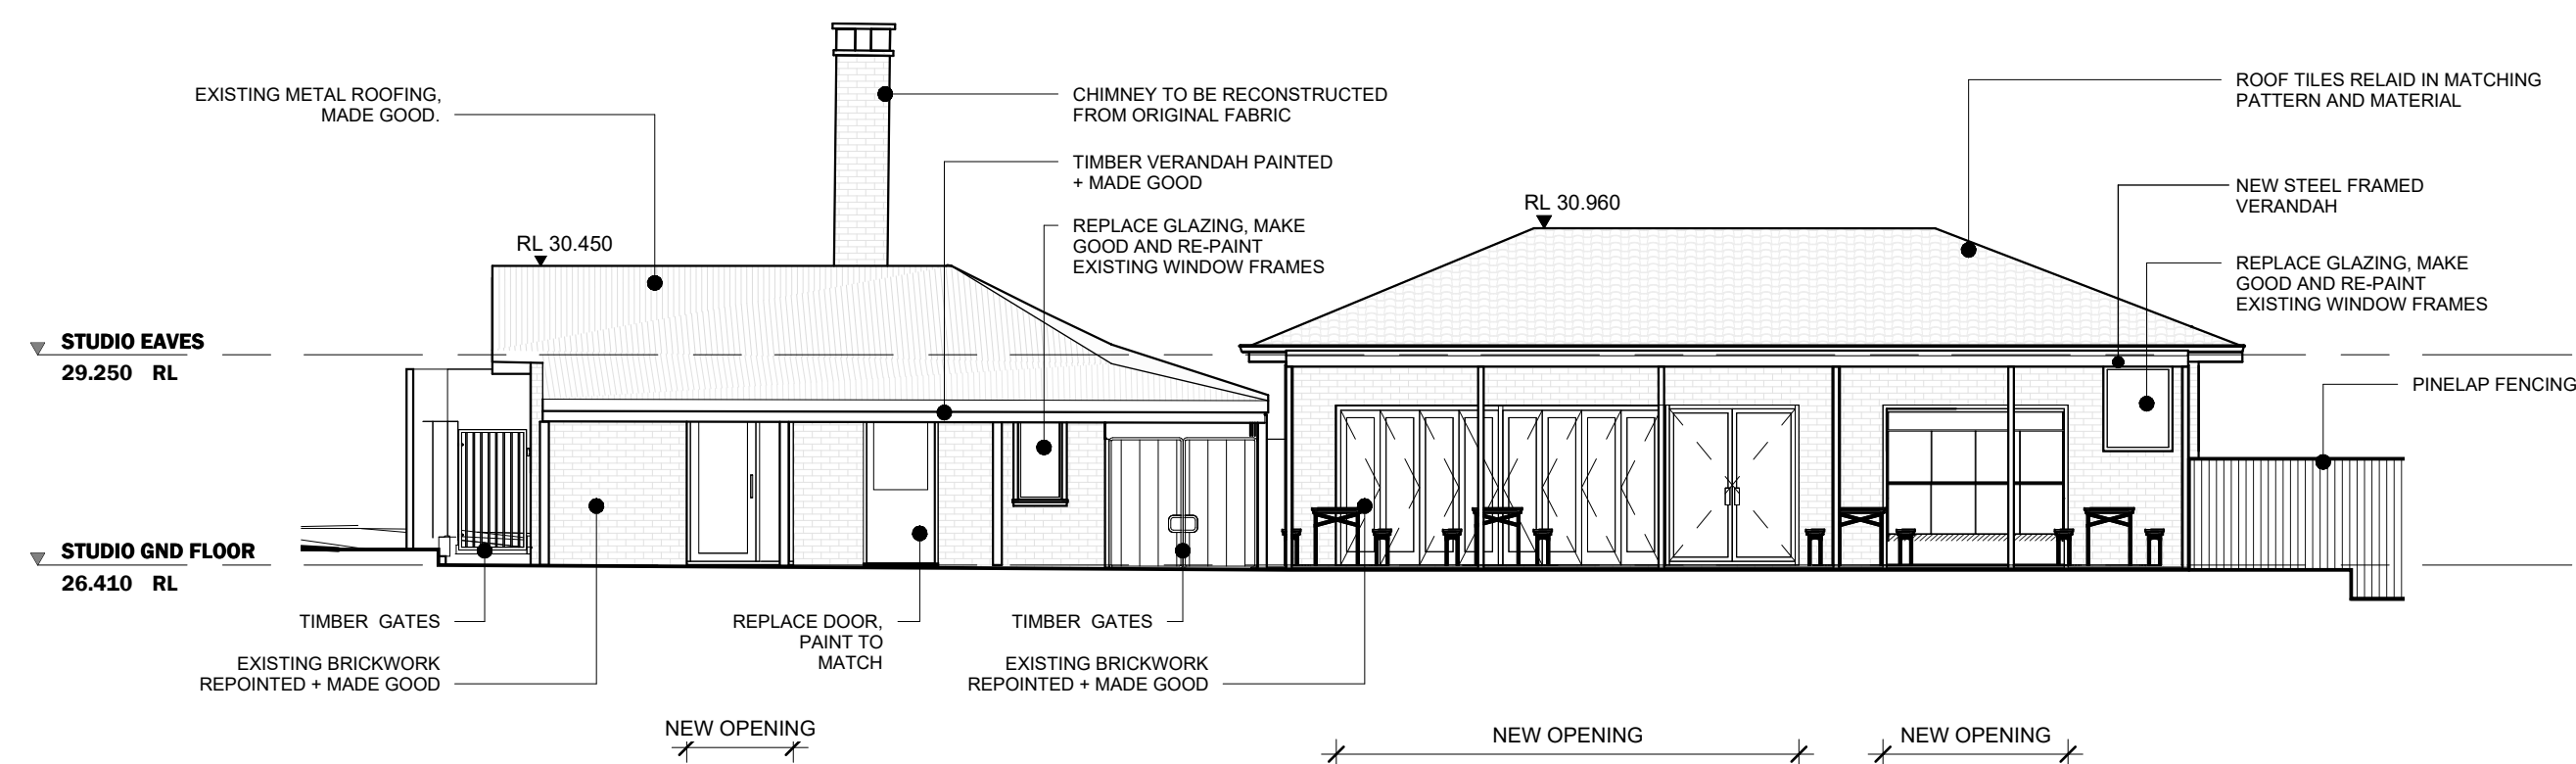 EXISTING METAL ROOFING,
MADE GOOD.
CHIMNEY TO BE RECONSTRUCTED
FROM ORIGINAL FABRIC
TIMBER VERANDAH PAINTED
+ MADE GOOD
REPLACE GLAZING, MAKE
GOOD AND RE-PAINT
EXISTING WINDOW FRAMES
ROOF TILES RELAID IN MATCHING
PATTERN AND MATERIAL
NEW STEEL FRAMED
VERANDAH
REPLACE GLAZING, MAKE
GOOD AND RE-PAINT
EXISTING WINDOW FRAMES
RL 30.450
RL 30.960
STUDIO EAVES
29.250 RL
PINELAP FENCING
STUDIO GND FLOOR
26.410 RL
TIMBER GATES
EXISTING BRICKWORK
REPOINTED + MADE GOOD
REPLACE DOOR,
PAINT TO
MATCH
TIMBER GATES
EXISTING BRICKWORK
REPOINTED + MADE GOOD
NEW OPENING
NEW OPENING
NEW OPENING